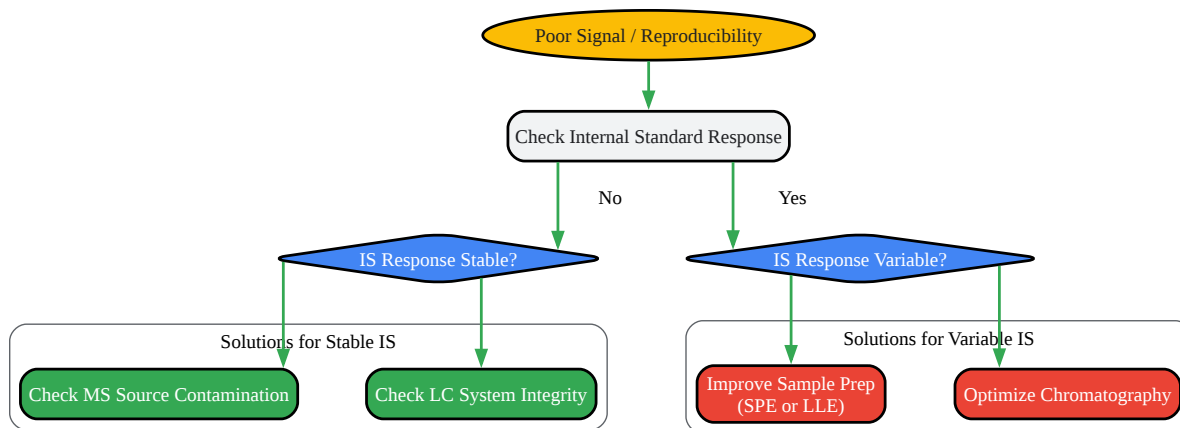 Poor Signal / Reproducibility
Check Internal Standard Response
No
Yes
IS Response Stable?
IS Response Variable?
Solutions for Stable IS
Solutions for Variable IS
Check MS Source Contamination
Check LC System Integrity
Improve Sample Prep
(SPE or LLE)
Optimize Chromatography